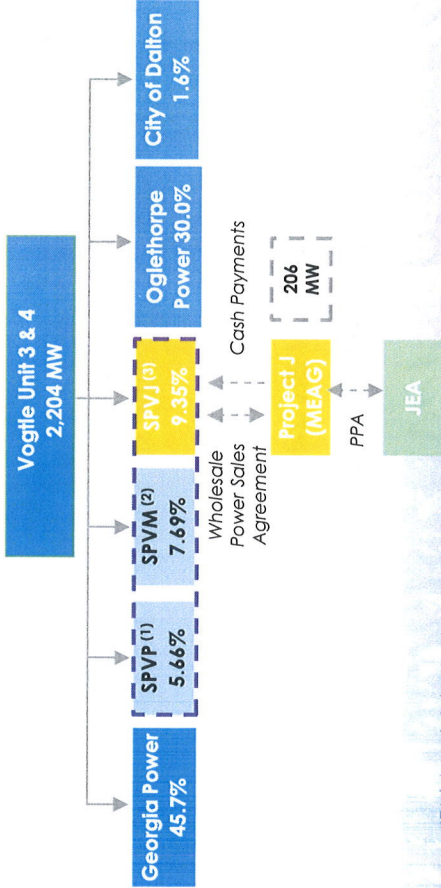 Vogtle Unit 3 & 4
2,204 MW
Georgia Power
45.7%
SPVP (1)
5.66%
SPVM (2)
7.69%
SPVJ (3)
9.35%
Oglethorpe
Power 30.0%
City of Dalton
1.6%
Wholesale
Power Sales
Agreement
Cash Payments
Project J
(MEAG)
206
MW
PPA
JEA